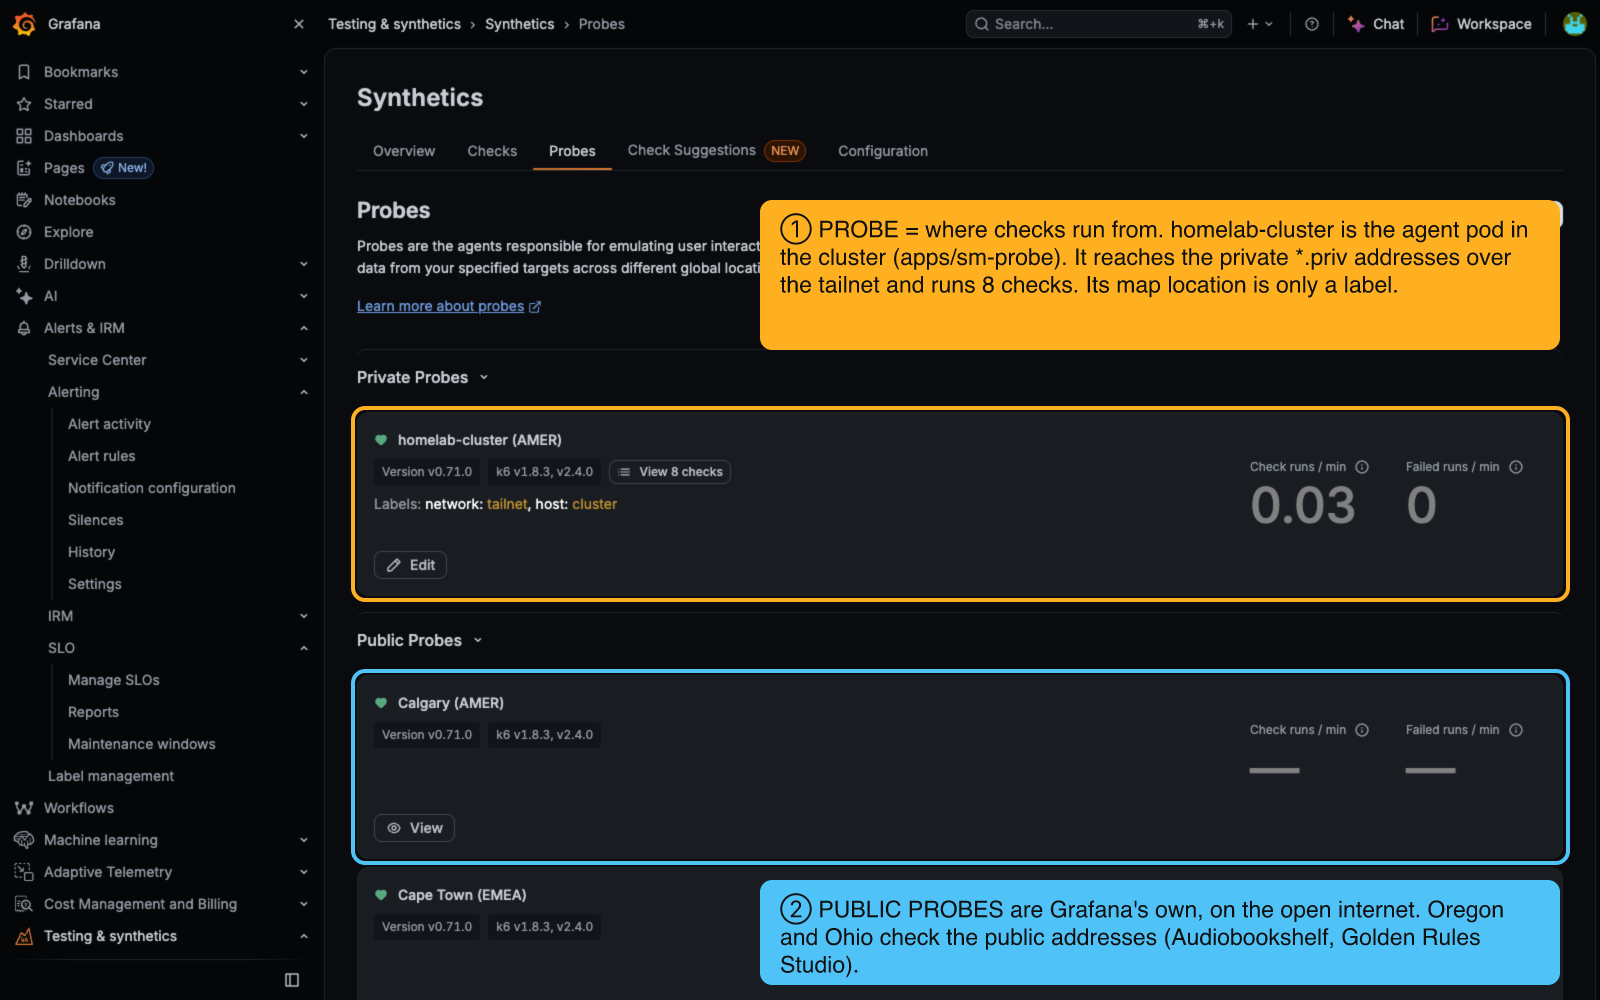 Grafana
Testing & synthetics › Synthetics › Probes
Search... ⌘+k
Chat
Workspace
Bookmarks
Starred
Dashboards
Pages New!
Notebooks
Explore
Drilldown
AI
Alerts & IRM
Service Center
Alerting
Alert activity
Alert rules
Notification configuration
Silences
History
Settings
IRM
SLO
Manage SLOs
Reports
Maintenance windows
Label management
Workflows
Machine learning
Adaptive Telemetry
Cost Management and Billing
Testing & synthetics
Synthetics
Overview Checks Probes Check Suggestions NEW Configuration
Probes
Probes are the agents responsible for emulating user interact
data from your specified targets across different global locati
Learn more about probes
① PROBE = where checks run from. homelab-cluster is the agent pod in
the cluster (apps/sm-probe). It reaches the private *.priv addresses over
the tailnet and runs 8 checks. Its map location is only a label.
Private Probes
homelab-cluster (AMER)
Version v0.71.0 k6 v1.8.3, v2.4.0 View 8 checks
Labels: network: tailnet, host: cluster
Edit
Check runs / min Failed runs / min
0.03 0
Public Probes
Calgary (AMER)
Version v0.71.0 k6 v1.8.3, v2.4.0
Check runs / min Failed runs / min
View
Cape Town (EMEA)
Version v0.71.0 k6 v1.8.3, v2.4.0
② PUBLIC PROBES are Grafana's own, on the open internet. Oregon
and Ohio check the public addresses (Audiobookshelf, Golden Rules
Studio).